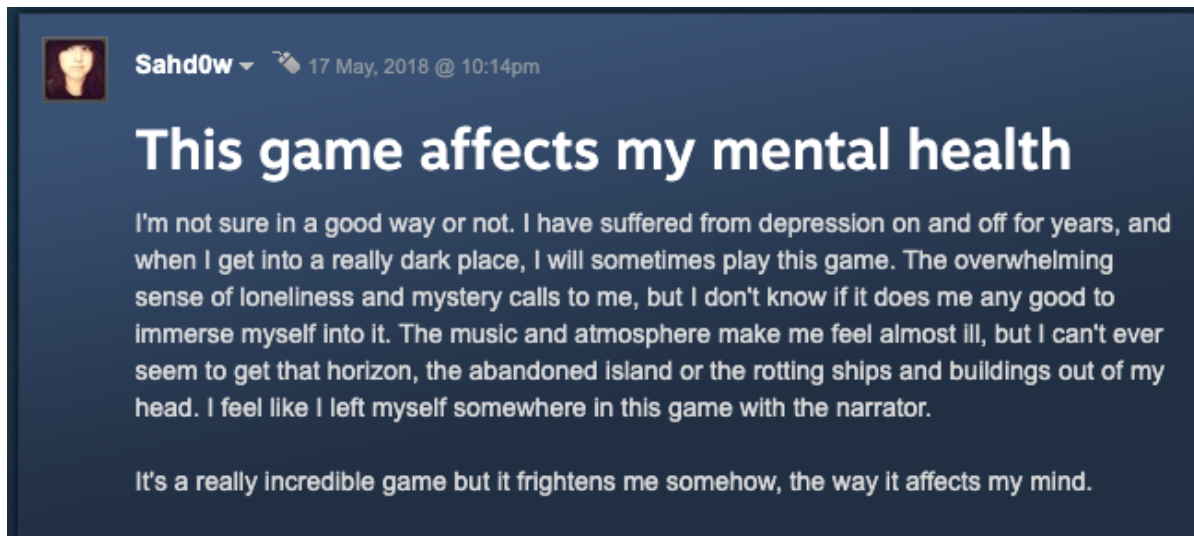 Sahd0w 17 May, 2018 @ 10:14pm
This game affects my mental health
I'm not sure in a good way or not. I have suffered from depression on and off for years, and
when I get into a really dark place, I will sometimes play this game. The overwhelming
sense of loneliness and mystery calls to me, but I don't know if it does me any good to
immerse myself into it. The music and atmosphere make me feel almost ill, but I can't ever
seem to get that horizon, the abandoned island or the rotting ships and buildings out of my
head. I feel like I left myself somewhere in this game with the narrator.
It's a really incredible game but it frightens me somehow, the way it affects my mind.